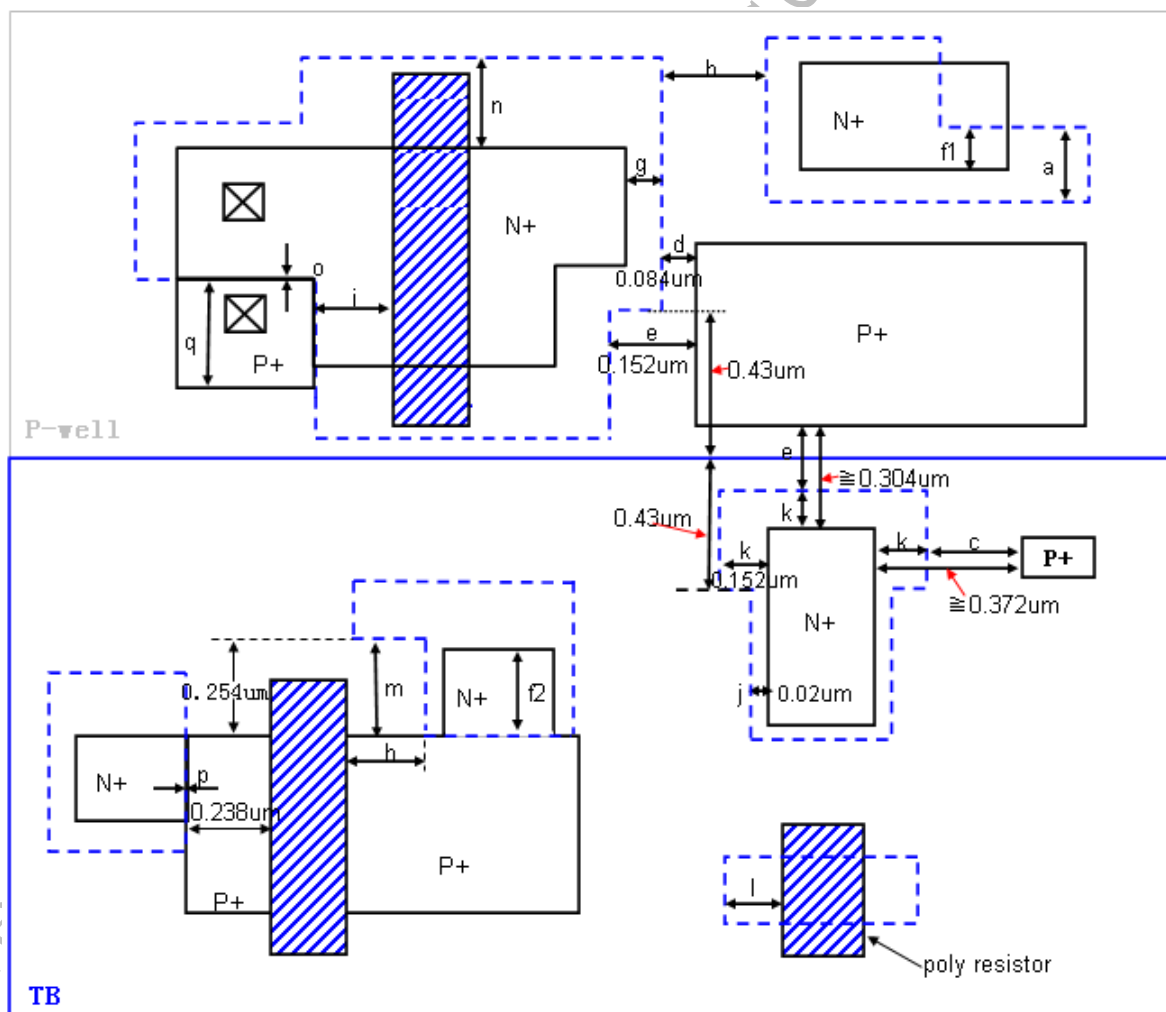 h
n
N+
f1
a
g
N+
d
o
0.084um
i
q
P+
e
P+
0.152um
0.43um
P-well
e
≧0.304um
0.43um
k
k
k
c
P+
0.152um
≧0.372um
N+
0.254um
m
N+
f2
j
0.02um
h
N+
p
0.238um
P+
P+
l
poly resistor
TB